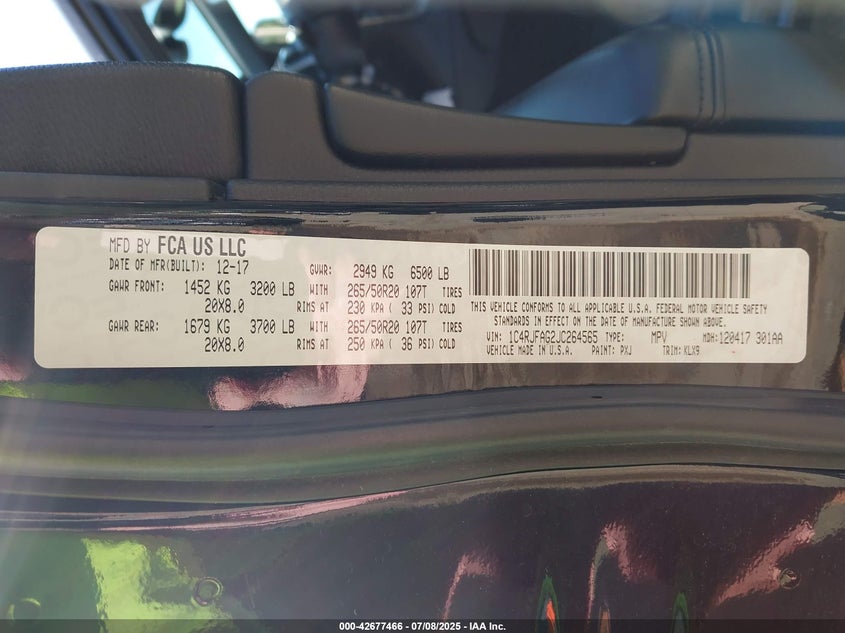 MFD BY FCA US LLC
DATE OF MFR(BUILT): 12-17 GVWR: 2949 KG 6500 LB
GAWR FRONT: 1452 KG 3200 LB WITH 265/50R20 107T TIRES
20X8.0 RIMS AT 230 KPA ( 33 PSI) COLD
GAWR REAR: 1679 KG 3700 LB WITH 265/50R20 107T TIRES
20X8.0 RIMS AT 250 KPA ( 36 PSI) COLD
THIS VEHICLE CONFORMS TO ALL APPLICABLE U.S.A. FEDERAL MOTOR VEHICLE SAFETY
STANDARDS IN EFFECT ON THE DATE OF MANUFACTURE SHOWN ABOVE.
VIN: 1C4RJFAG2JC264565 TYPE: MPV MDH: 120417 301AA
VEHICLE MADE IN U.S.A. PAINT: PXJ TRIM: KLX9
000-42677466 - 07/08/2025 - IAA Inc.